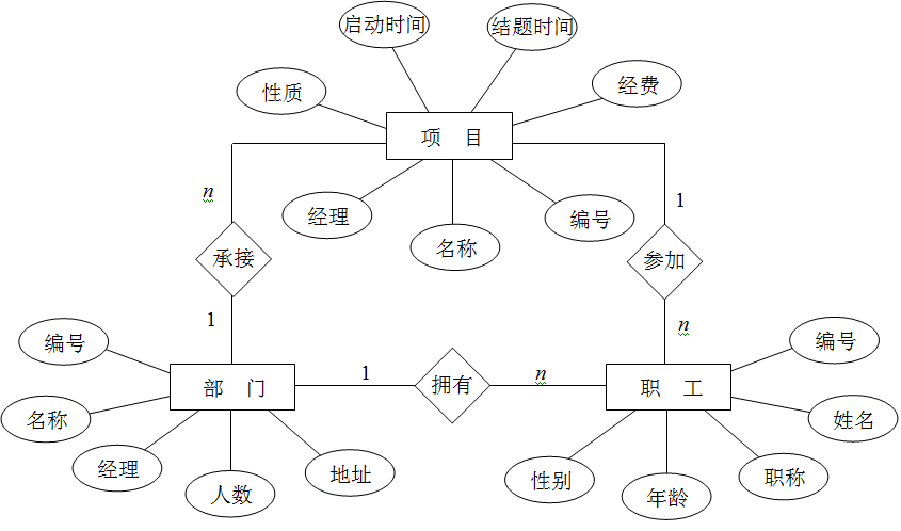 启动时间
结题时间
性质
经费
项 目
n
经理
名称
编号
1
承接
参加
1
n
编号
部 门
1
拥有
n
职 工
编号
名称
姓名
经理
人数
地址
性别
年龄
职称